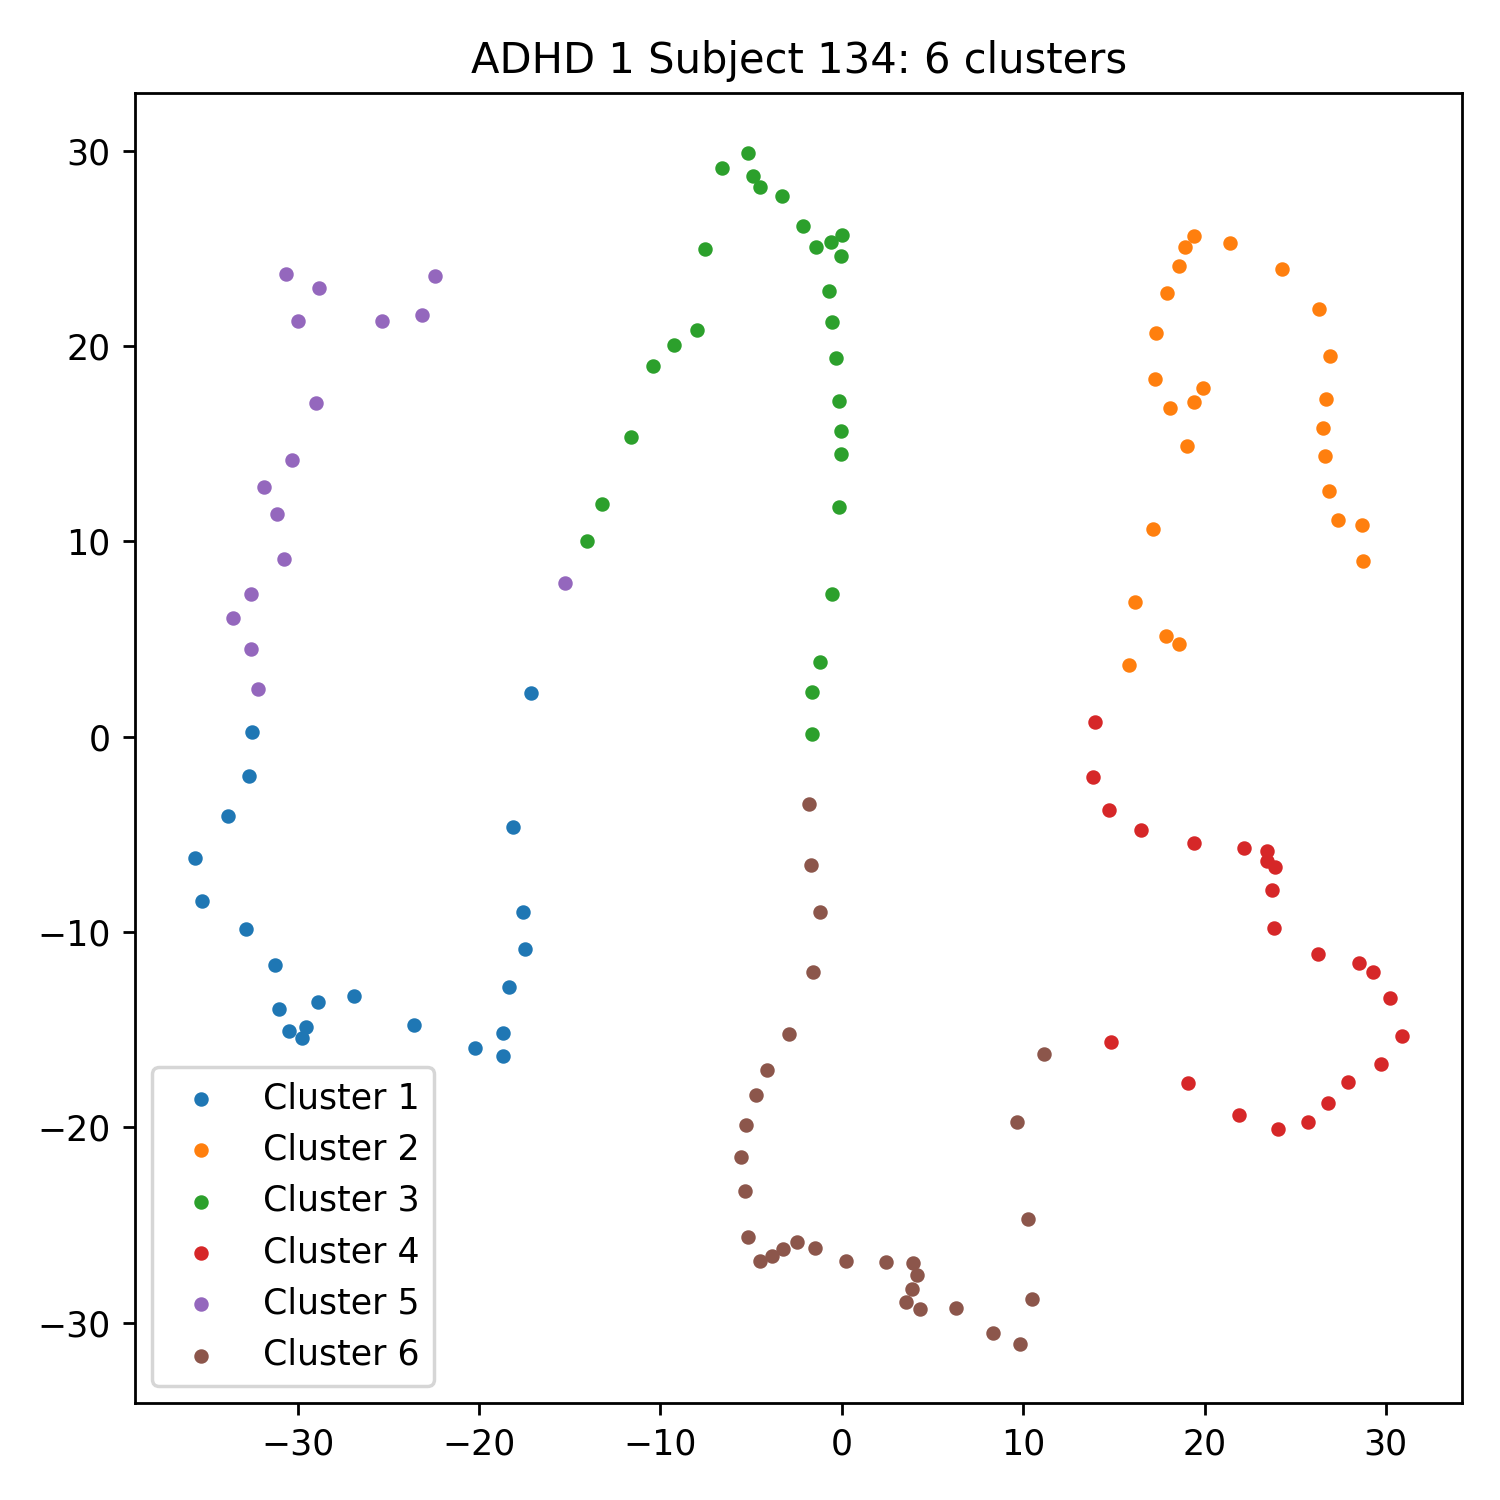 ADHD 1 Subject 134: 6 clusters
30
20
10
0
−10
−20
−30
Cluster 1
Cluster 2
Cluster 3
Cluster 4
Cluster 5
Cluster 6
−30 −20 −10 0 10 20 30